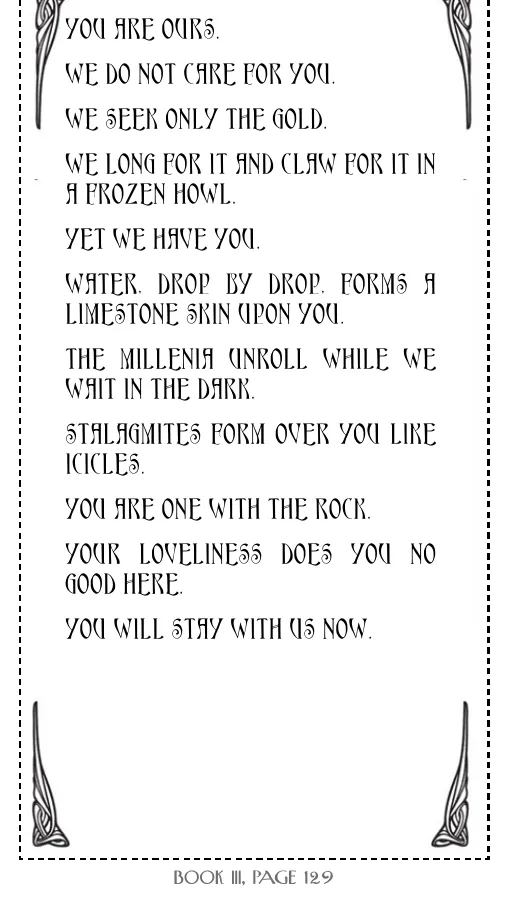 YOU ARE OURS.
WE DO NOT CARE FOR YOU.
WE SEEK ONLY THE GOLD.
WE LONG FOR IT AND CLAW FOR IT IN
A FROZEN HOWL.
YET WE HAVE YOU.
WATER, DROP BY DROP, FORMS A
LIMESTONE SKIN UPON YOU.
THE MILLENIA UNROLL WHILE WE
WAIT IN THE DARK.
STALAGMITES FORM OVER YOU LIKE
ICICLES.
YOU ARE ONE WITH THE ROCK.
YOUR LOVELINESS DOES YOU NO
GOOD HERE.
YOU WILL STAY WITH US NOW.
BOOK III, PAGE 129